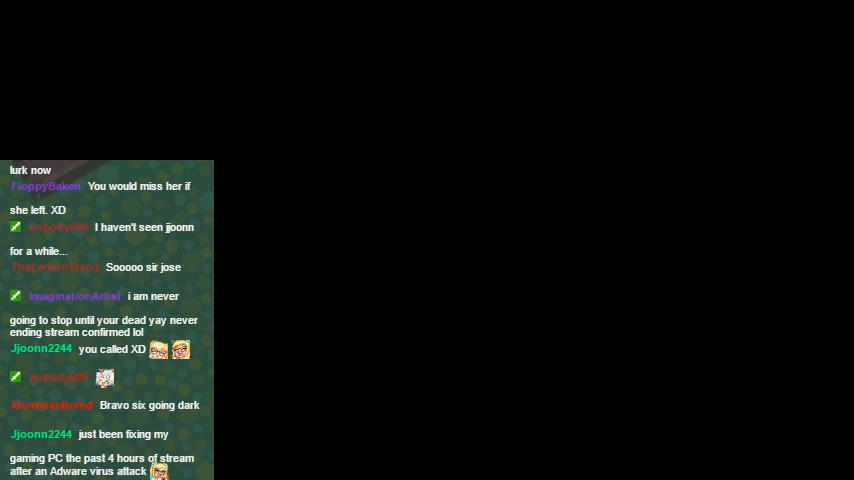 lurk now
FloppyBaken You would miss her if
she left. XD
I haven't seen jjoonn
for a while...
TheLemonStand Sooooo sir jose
ImaginationArtist i am never
going to stop until your dead yay never
ending stream confirmed lol
Jjoonn2244 you called XD
Bravo six going dark
Jjoonn2244 just been fixing my
gaming PC the past 4 hours of stream
after an Adware virus attack